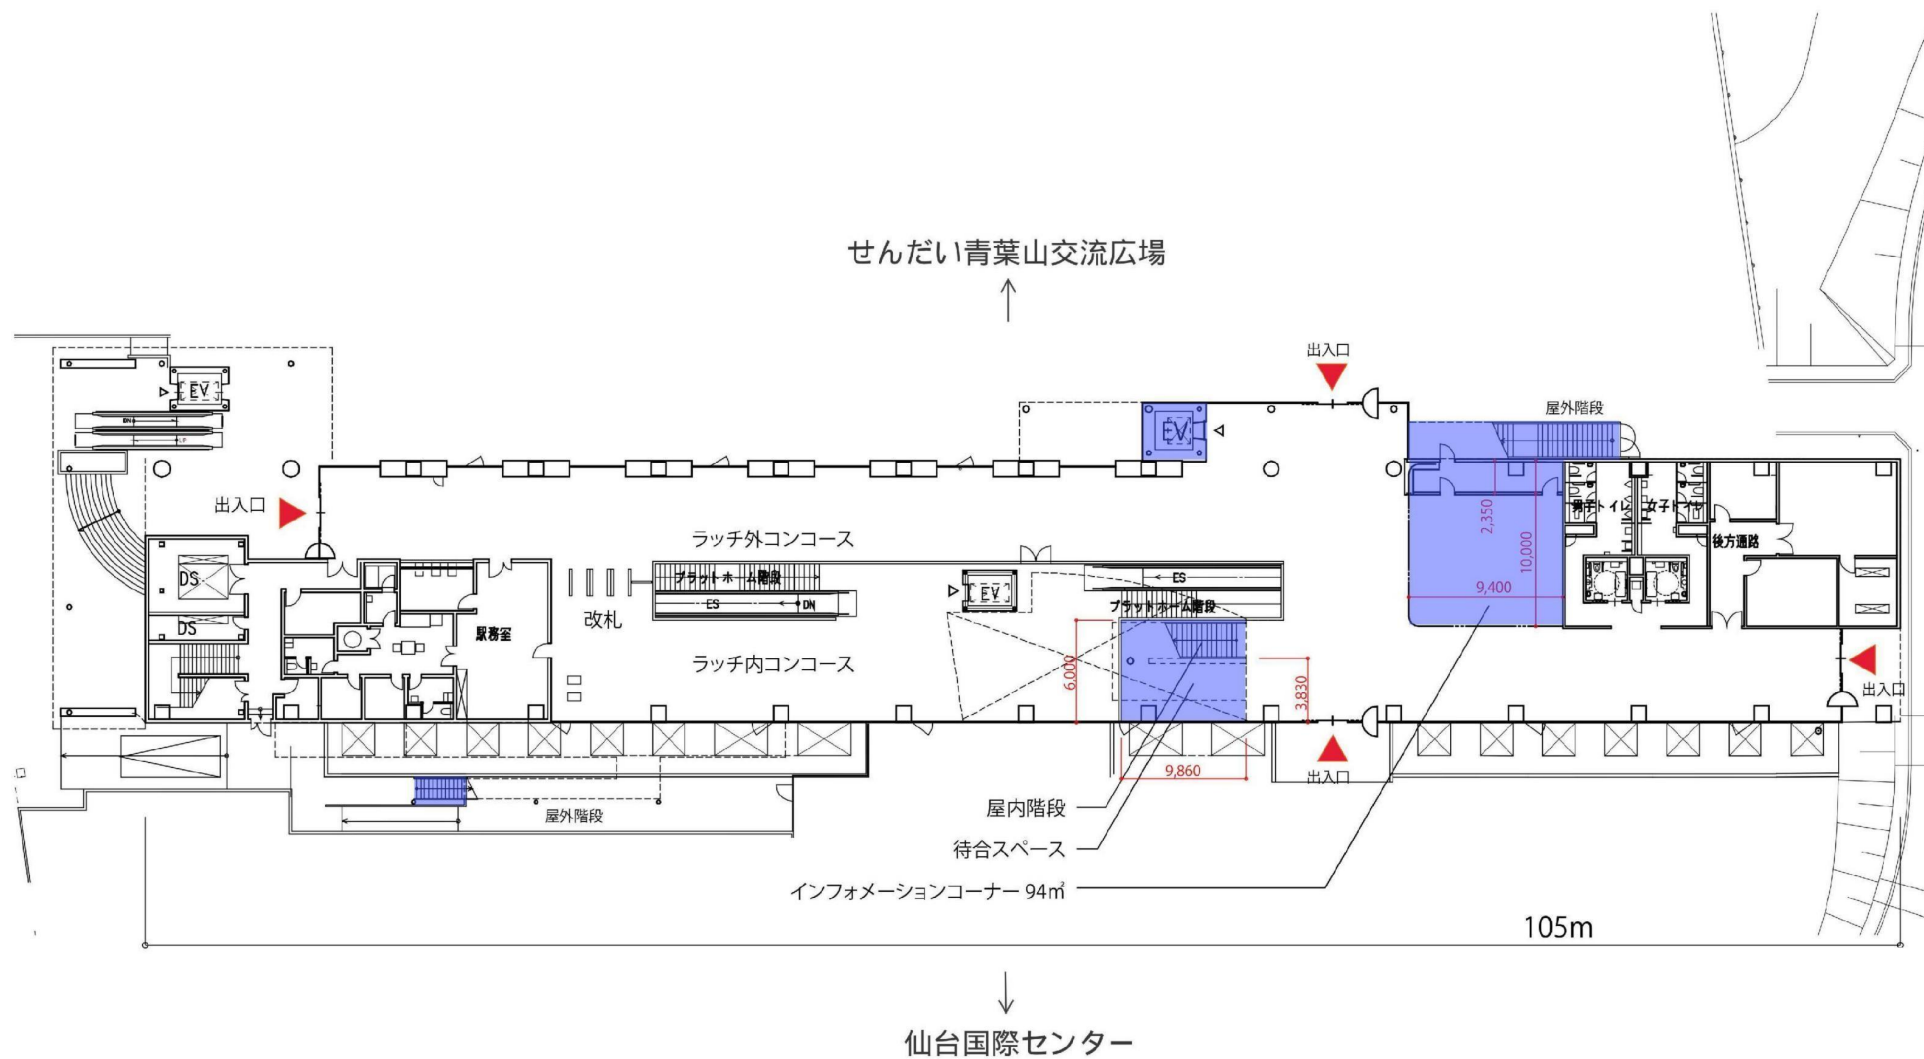 せんだい青葉山交流広場
出入口
屋外階段
EV
EV
DN
UP
出入口
2,350
男子トイレ
女子トイレ
後方通路
10,000
ラッチ外コンコース
DS
プラットホーム階段
ES
DN
EV
ES
プラットホーム階段
9,400
改札
DS
駅務室
ラッチ内コンコース
6,000
3,830
出入口
9,860
出入口
屋内階段
屋外階段
待合スペース
インフォメーションコーナー 94㎡
105m
仙台国際センター